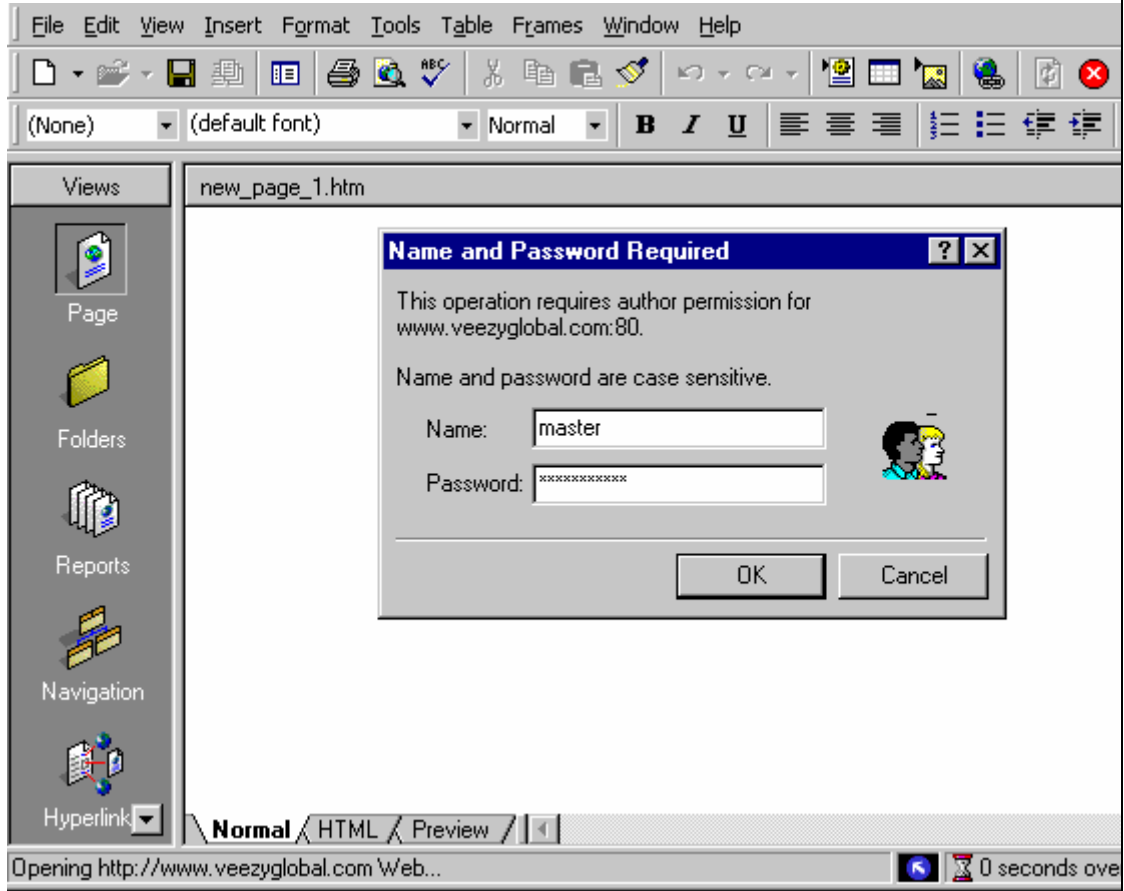 File Edit View Insert Format Tools Table Frames Window Help
ABC
(None) (default font) Normal B I U
Views new_page_1.htm
Page
Folders
Reports
Navigation
Hyperlink
Name and Password Required
This operation requires author permission for
www.veezyglobal.com:80.
Name and password are case sensitive.
Name: master
Password: ***********
OK Cancel
Normal HTML Preview
Opening http://www.veezyglobal.com Web... 0 seconds ove